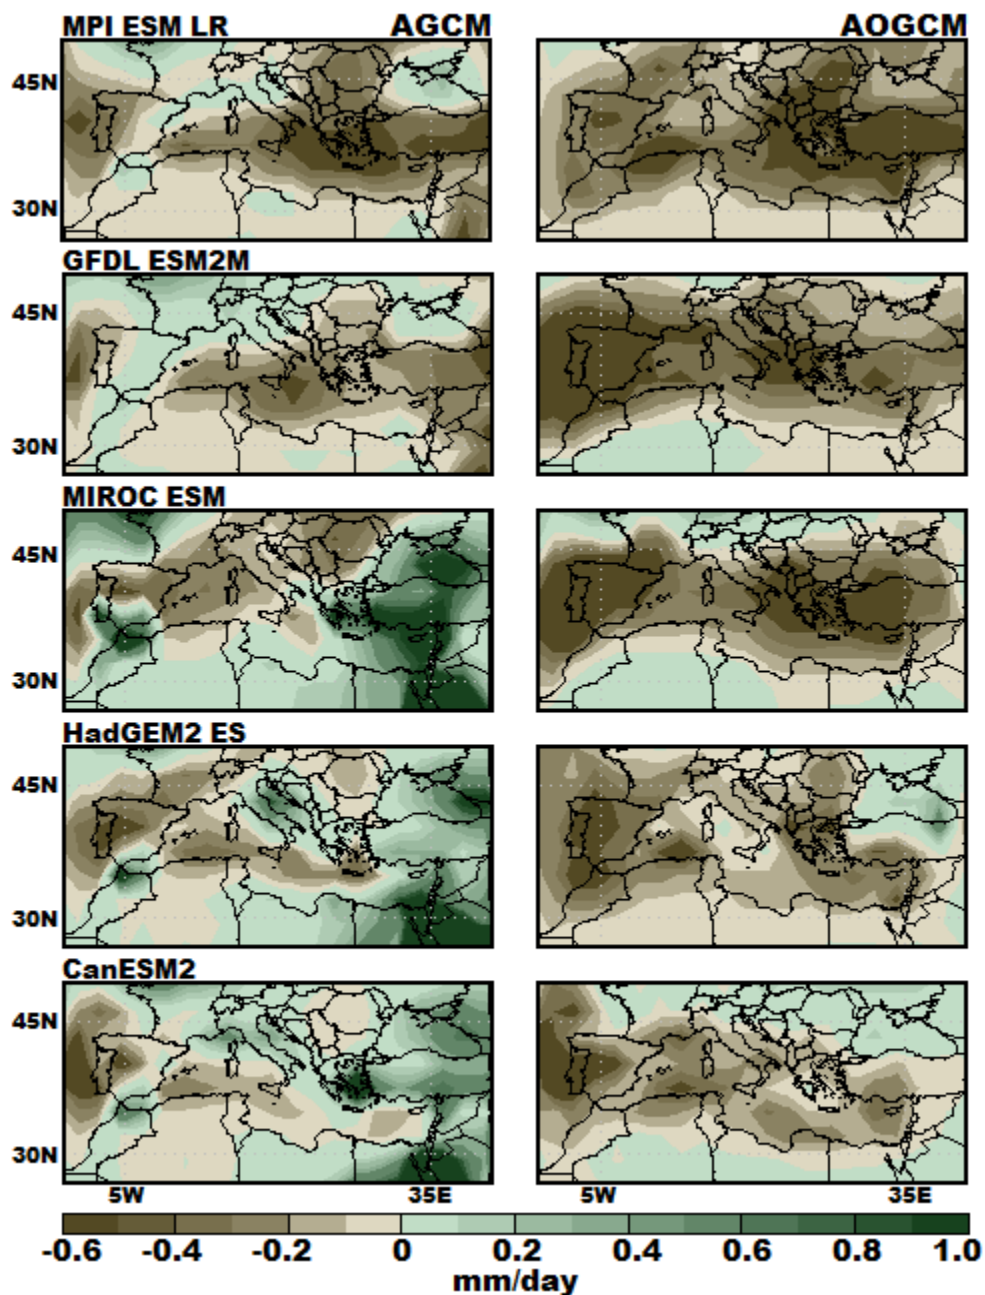 MPI ESM LR AGCM AOGCM
45N
30N
GFDL ESM2M
45N
30N
MIROC ESM
45N
30N
HadGEM2 ES
45N
30N
CanESM2
45N
30N
5W 35E 5W 35E
-0.6 -0.4 -0.2 0 0.2 0.4 0.6 0.8 1.0
mm/day